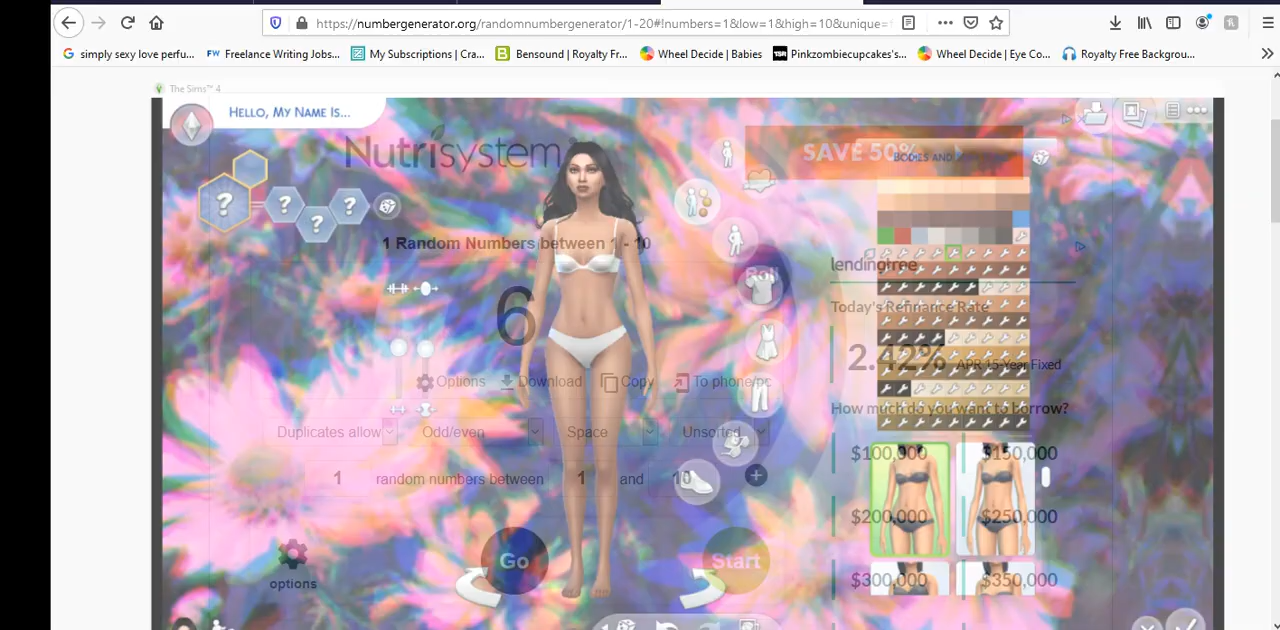 https://numbergenerator.org/randomnumbergenerator/1-20#!numbers=1&low=1&high=10&unique=
simply sexy love perfu... FW Freelance Writing Jobs... My Subscriptions | Cra... Bensound | Royalty Fr... Wheel Decide | Babies TSR Pinkzombiecupcakes's... Wheel Decide | Eye Co... Royalty Free Backgrou...
The Sims™ 4
HELLO, MY NAME IS...
Nutrisystem
SAVE 50%
BODIES AND
1 Random Numbers between 1 - 10
Roll
lendingtree
6
Today's Refinance Rate
2.42% APR 15-Year Fixed
Options Download Copy To phone/pc
How much do you want to borrow?
Duplicates allow Odd/even Space Unsorted
$100,000 $150,000
1 random numbers between 1 and 10
$200,000 $250,000
Go Start
options
$300,000 $350,000